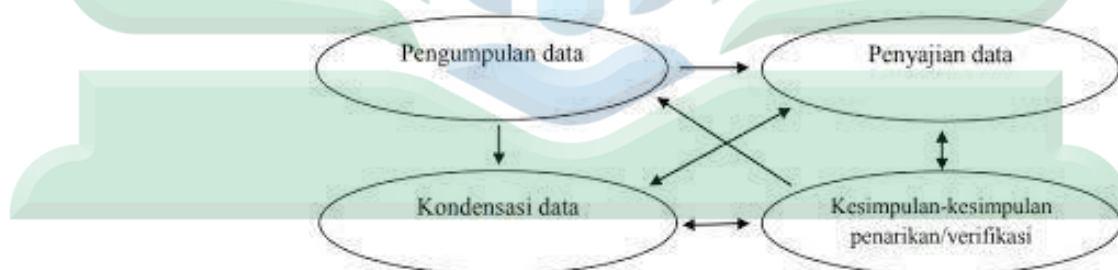 Pengumpulan data
Penyajian data
Kondensasi data
Kesimpulan-kesimpulan
penarikan/verifikasi